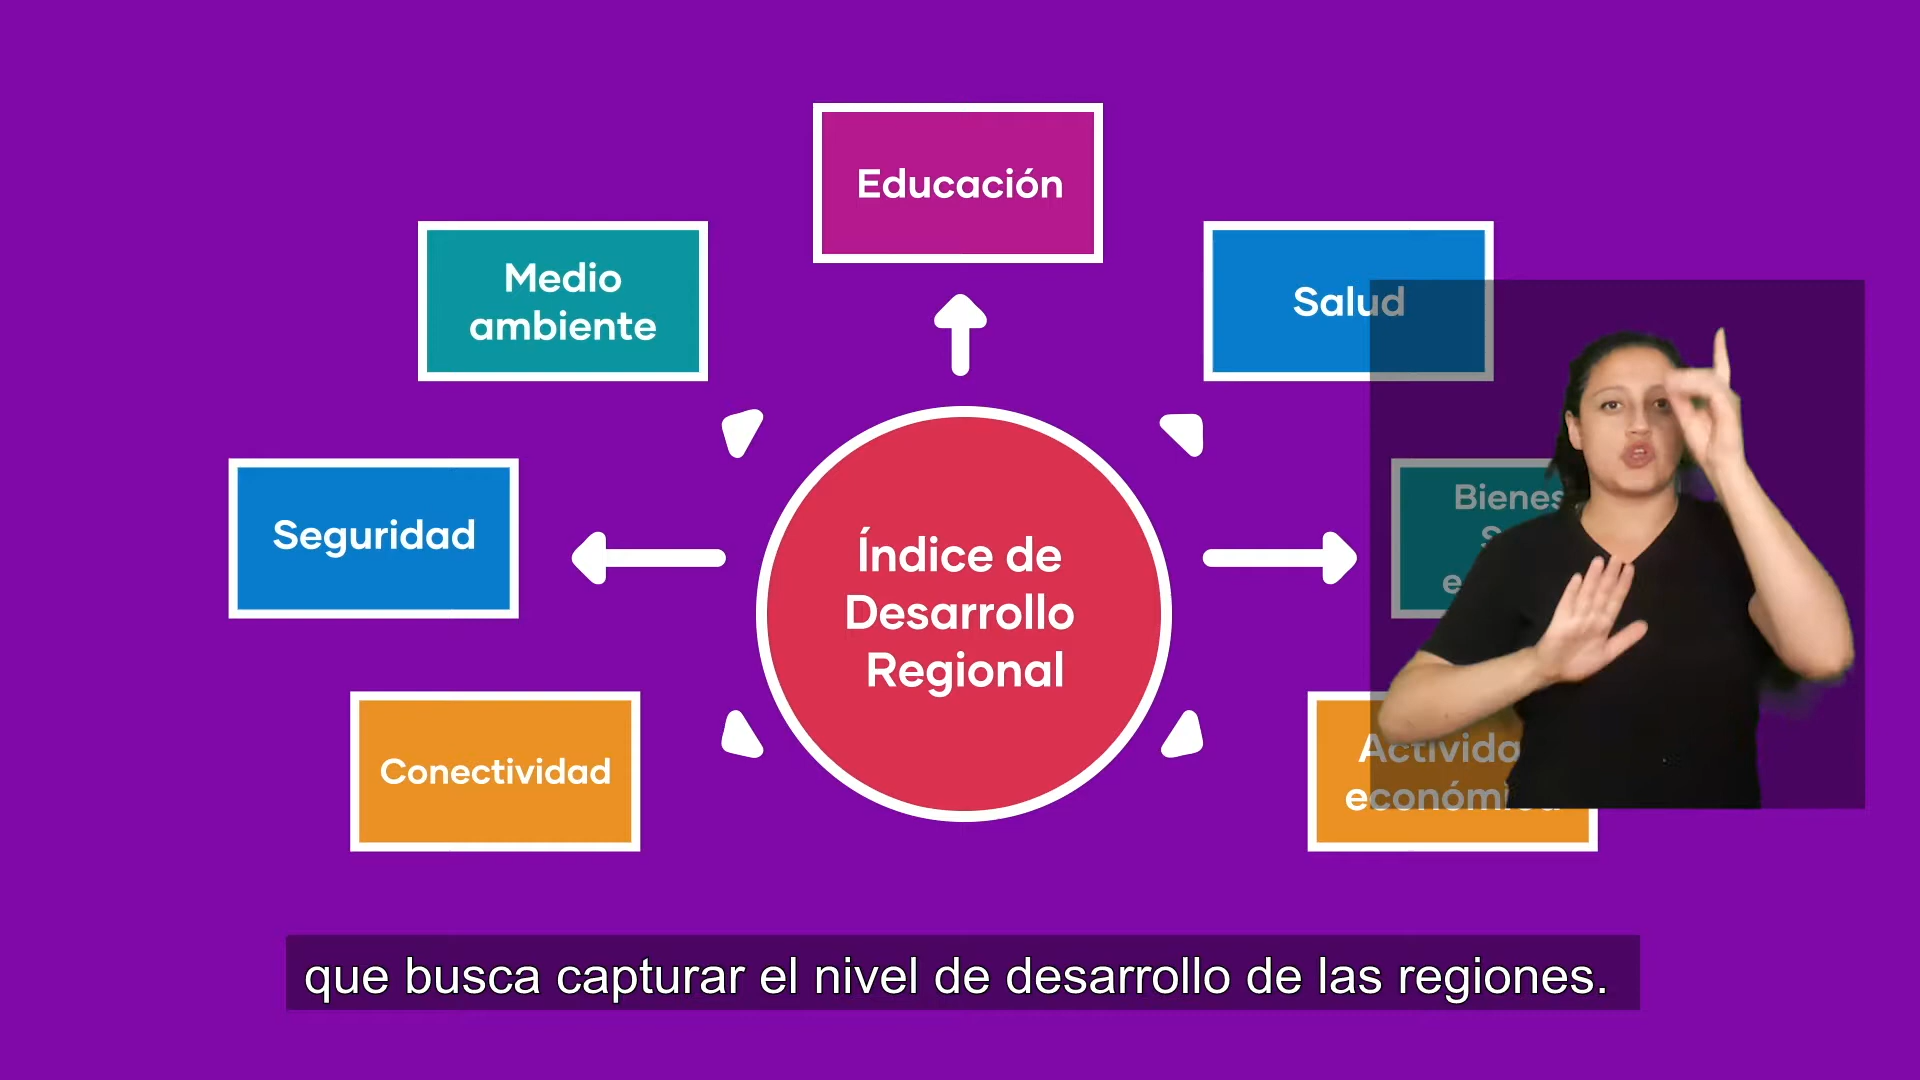 Educación
Medio
ambiente
Salud
Seguridad
Índice de
Desarrollo
Regional
Conectividad
que busca capturar el nivel de desarrollo de las regiones.